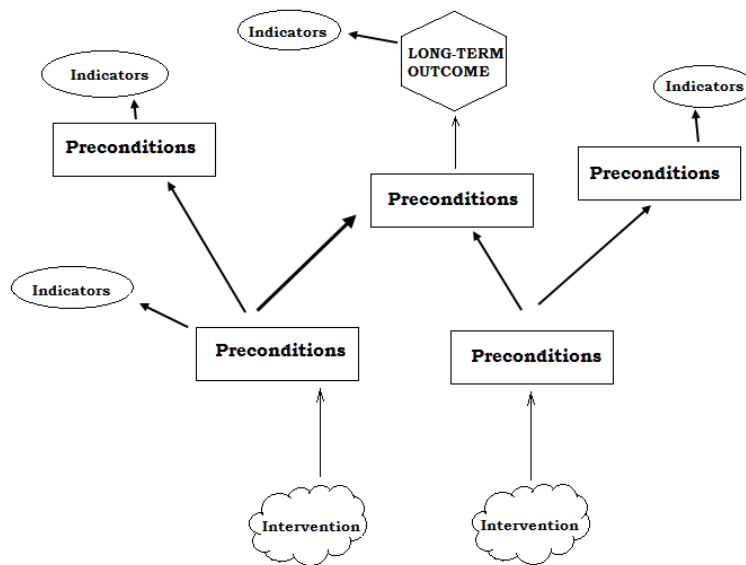 Indicators
LONG-TERM
OUTCOME
Indicators
Indicators
Preconditions
Preconditions
Preconditions
Indicators
Preconditions
Preconditions
Intervention
Intervention